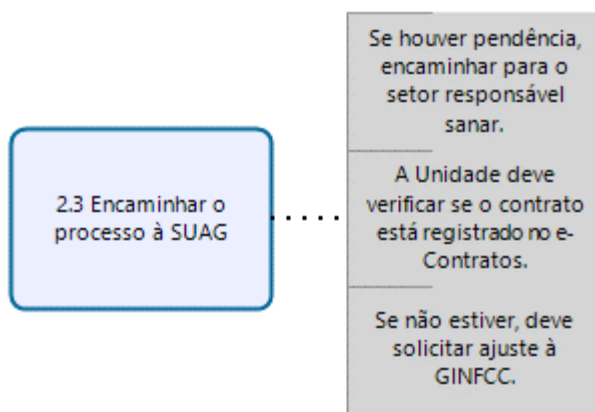 2.3 Encaminhar o
processo à SUAG
Se houver pendência,
encaminhar para o
setor responsável
sanar.
A Unidade deve
verificar se o contrato
está registrado no e-
Contratos.
Se não estiver, deve
solicitar ajuste à
GINFCC.